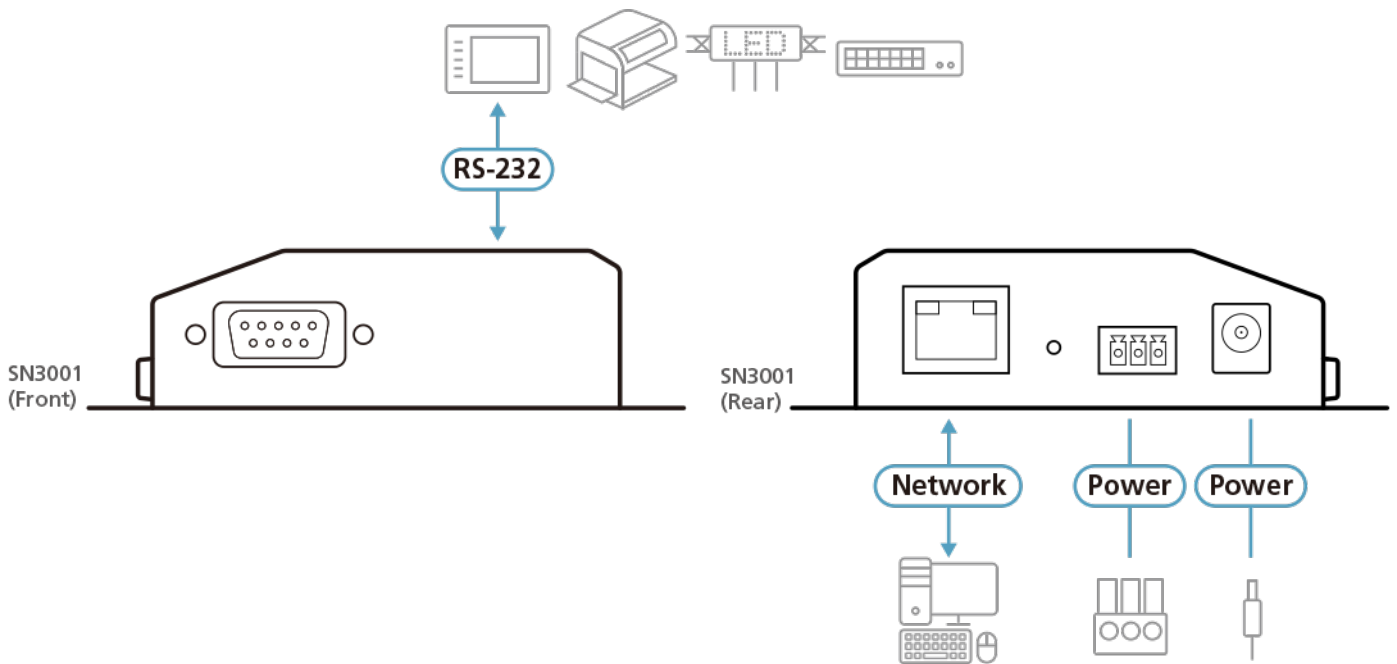 LED
RS-232
SN3001
(Front)
SN3001
(Rear)
Network
Power
Power